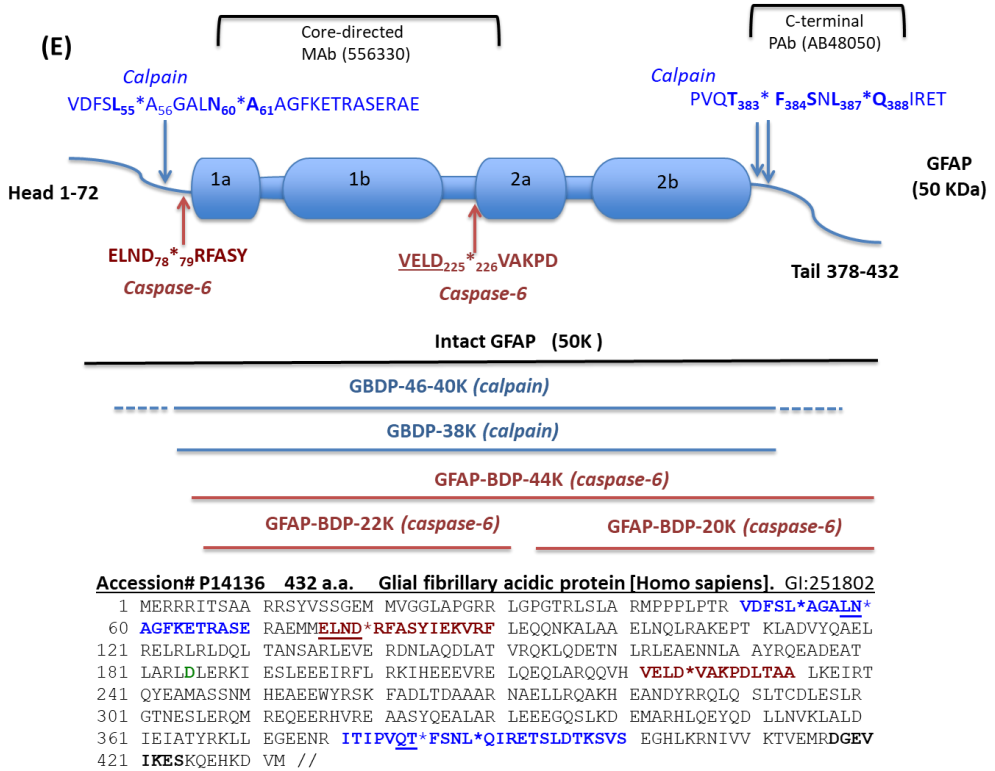 (E)
Core-directed
MAb (556330)
C-terminal
PAb (AB48050)
Calpain
VDFSL55*A56GALN60*A61AGFKETRASERAE
Calpain
PVQT383* F384SNL387*Q388IRET
Head 1-72
1a
1b
2a
2b
GFAP
(50 KDa)
ELND78*79RFASY
Caspase-6
VELD225*226VAKPD
Caspase-6
Tail 378-432
Intact GFAP (50K )
GBDP-46-40K (calpain)
GBDP-38K (calpain)
GFAP-BDP-44K (caspase-6)
GFAP-BDP-22K (caspase-6)
GFAP-BDP-20K (caspase-6)
Accession# P14136 432 a.a. Glial fibrillary acidic protein [Homo sapiens]. GI:251802
1 MERRRITSAA RRSYVSSGEM MVGGLAPGRR LGPGTRLSLA RMPPPLPTR VDFSL*AGALN*
60 AGFKETRASE RAEMMELND*RFASYIEKVRF LEQQNKALAA ELNQLRAKEPT KLADVYQAEL
121 RELRLRLDQL TANSARLEVE RDNLAQDLAT VRQKLQDETN LRLEAENNLA AYRQEADEAT
181 LARLDLERKI ESLEEEIRFL RKIHEEEVRE LQEQLARQQVH VELD*VAKPDLTAA LKEIRT
241 QYEAMASSNM HEAEEWYRSK FADLTDAAAR NAELLRQAKH EANDYRRQLQ SLTCDLESLR
301 GTNESLERQM REQEERHVRE AASYQEALAR LEEEGQSLKD EMARHLQEYQD LLNVKLALD
361 IEIATYRKLL EGEENR ITIPVQT*FSNL*QIRETSLDTKSVS EGHLKRNIVV KTVEMRDGEV
421 IKESKQEHKD VM //